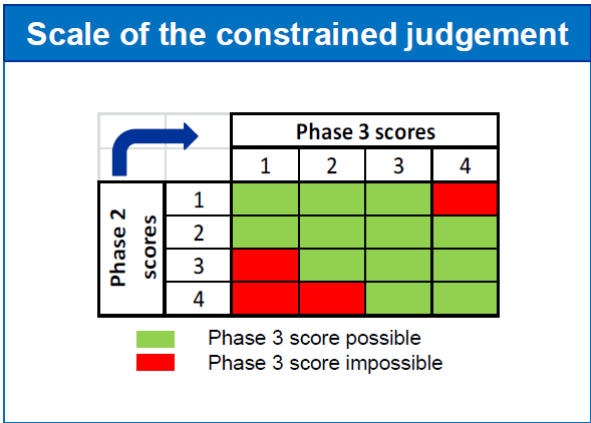 Scale of the constrained judgement
Phase 3 scores
1 2 3 4
Phase 2
scores
1
2
3
4
Phase 3 score possible
Phase 3 score impossible